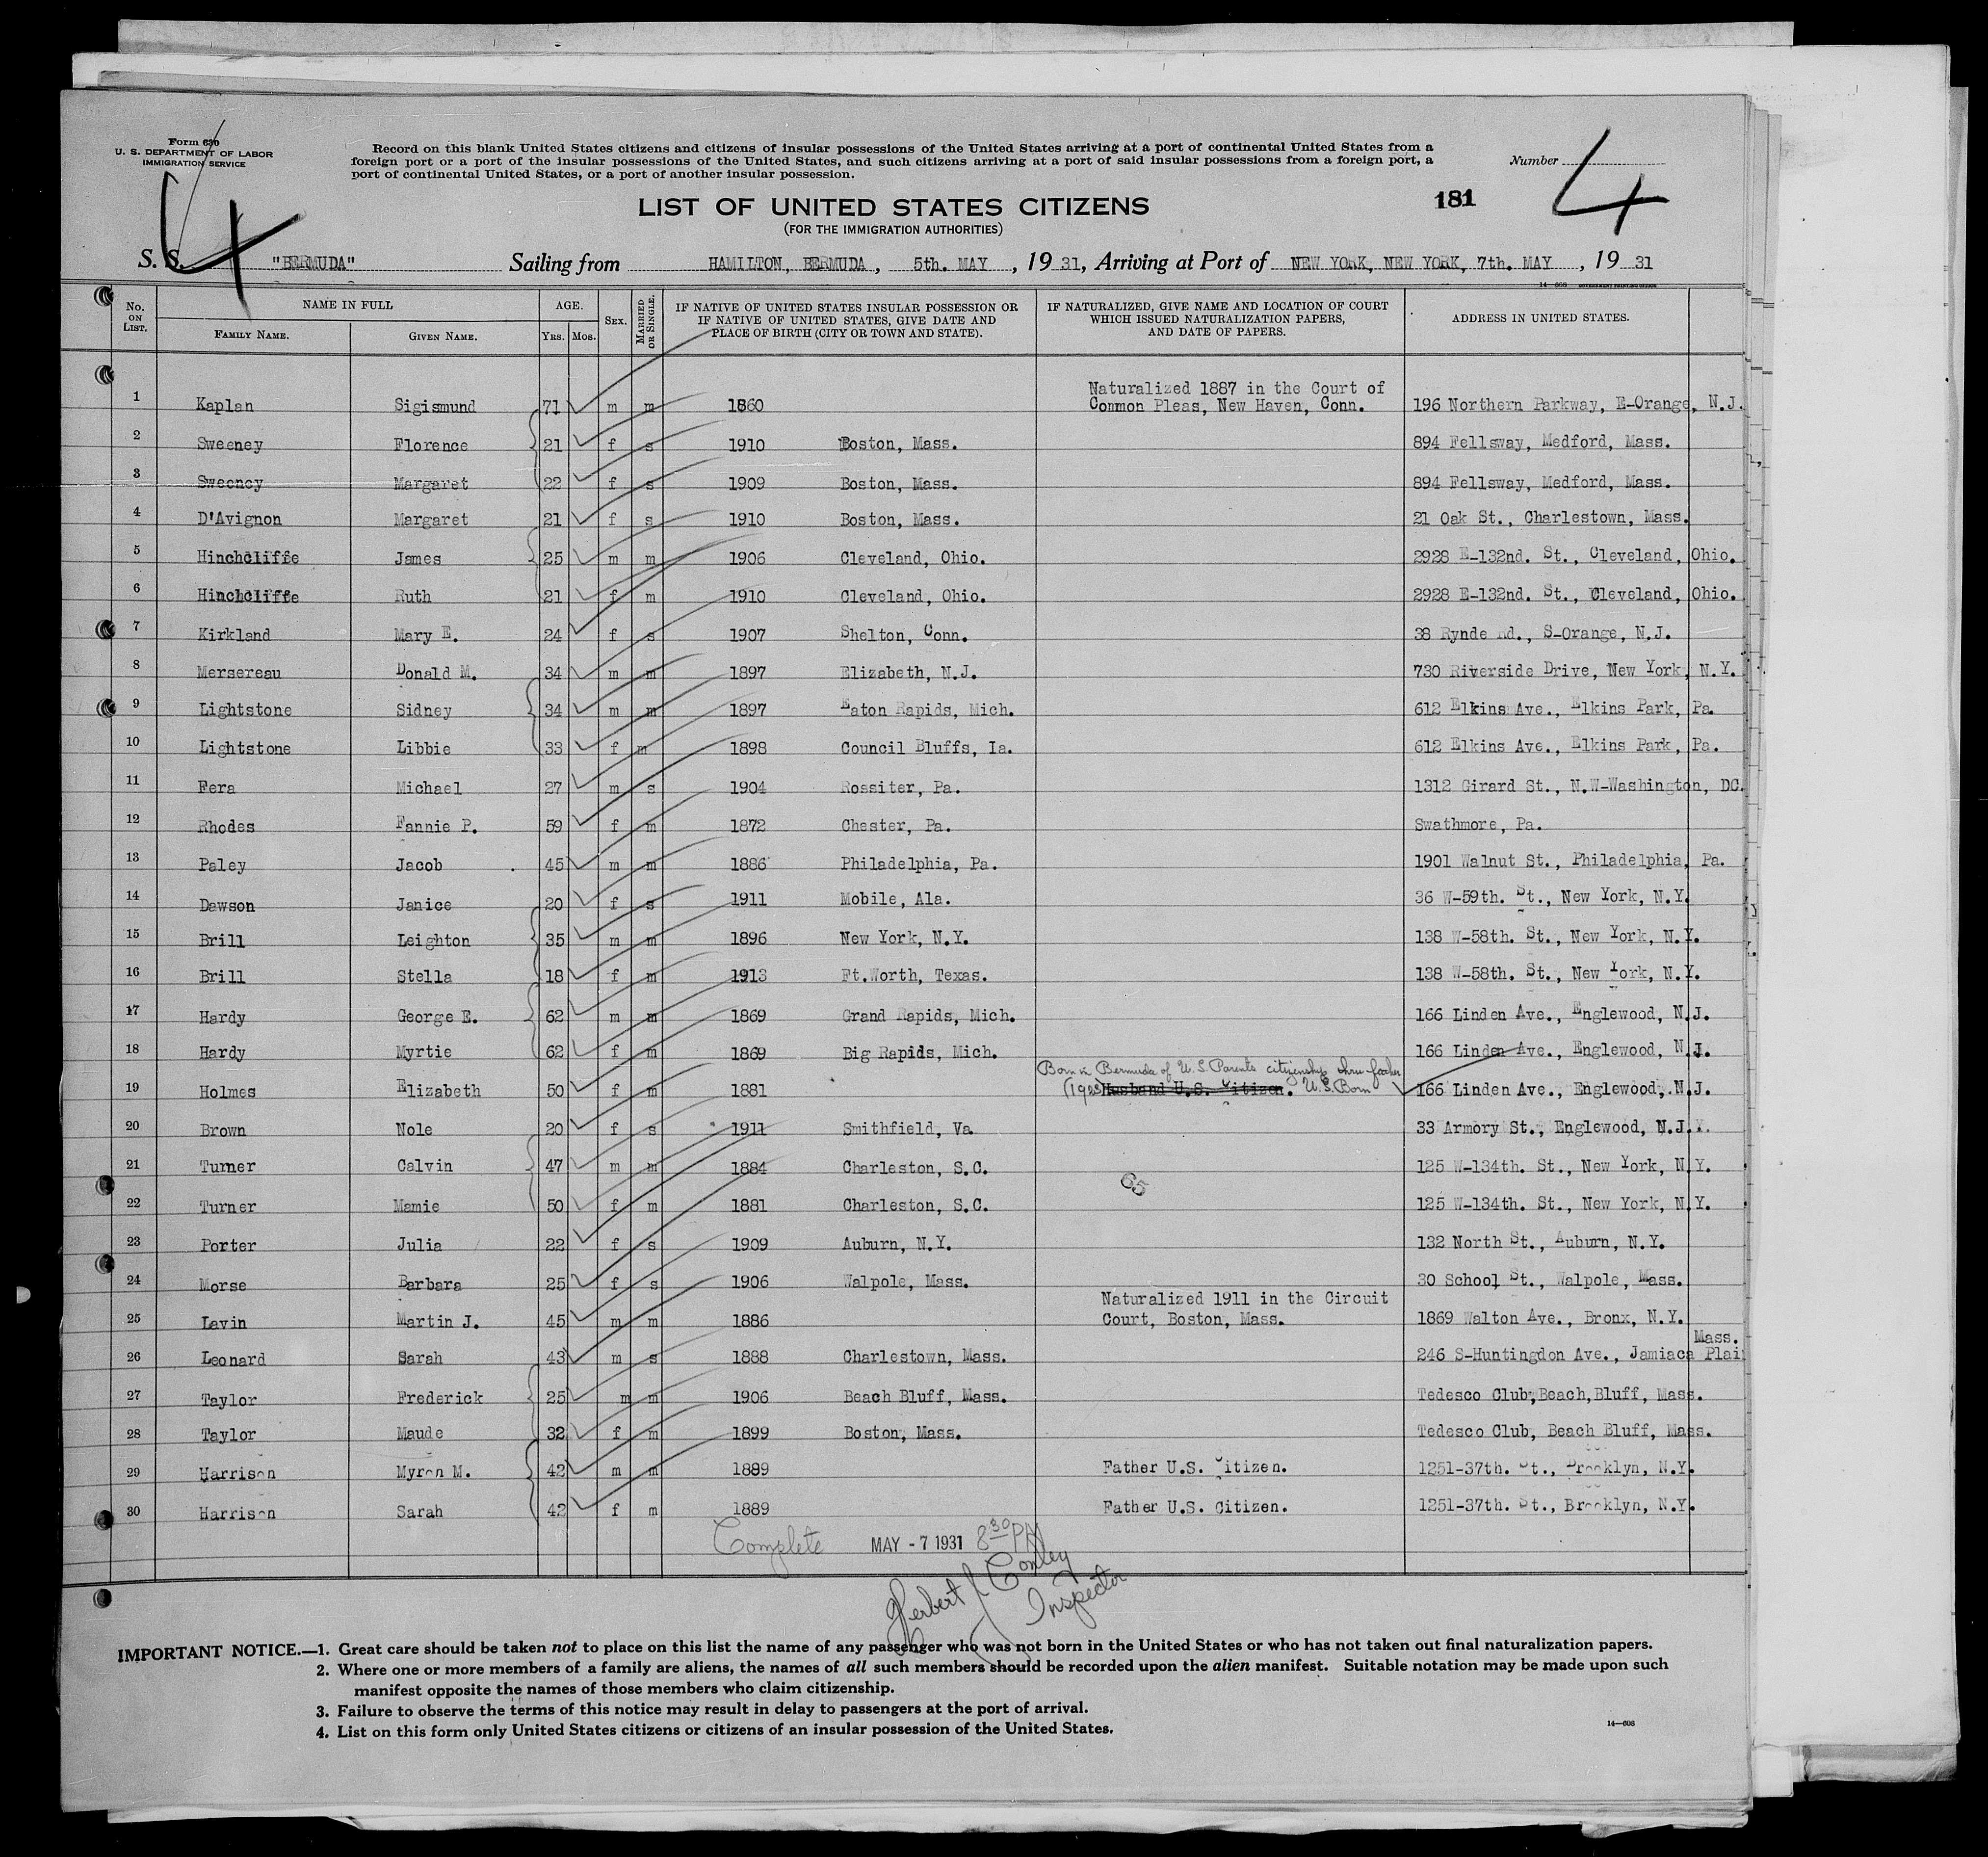 Form 630
U. S. DEPARTMENT OF LABOR
IMMIGRATION SERVICE
Record on this blank United States citizens and citizens of insular possessions of the United States arriving at a port of continental United States from a
foreign port or a port of the insular possessions of the United States, and such citizens arriving at a port of said insular possessions from a foreign port, a
port of continental United States, or a port of another insular possession.
Number
4
4
181
LIST OF UNITED STATES CITIZENS
(FOR THE IMMIGRATION AUTHORITIES)
S. S. "BERMUDA" Sailing from HAMILTON, BERMUDA, 5th. MAY, 19 31, Arriving at Port of NEW YORK, NEW YORK, 7th. MAY, 19 31
14—608 GOVERNMENT PRINTING OFFICE
No. ON LIST. NAME IN FULL FAMILY NAME. GIVEN NAME. AGE. YRS. MOS. SEX. MARRIED OR SINGLE. IF NATIVE OF UNITED STATES INSULAR POSSESSION OR IF NATIVE OF UNITED STATES, GIVE DATE AND PLACE OF BIRTH (CITY OR TOWN AND STATE). IF NATURALIZED, GIVE NAME AND LOCATION OF COURT WHICH ISSUED NATURALIZATION PAPERS, AND DATE OF PAPERS. ADDRESS IN UNITED STATES.
1 Kaplan Sigismund 71 m m 1860 Naturalized 1887 in the Court of Common Pleas, New Haven, Conn. 196 Northern Parkway, E-Orange, N.J.
2 Sweeney Florence 21 f s 1910 Boston, Mass. 894 Fellsway, Medford, Mass.
3 Sweeney Margaret 22 f s 1909 Boston, Mass. 894 Fellsway, Medford, Mass.
4 D'Avignon Margaret 21 f s 1910 Boston, Mass. 21 Oak St., Charlestown, Mass.
5 Hinchcliffe James 25 m m 1906 Cleveland, Ohio. 2928 E-132nd. St., Cleveland, Ohio.
6 Hinchcliffe Ruth 21 f m 1910 Cleveland, Ohio. 2928 E-132nd. St., Cleveland, Ohio.
7 Kirkland Mary E. 24 f s 1907 Shelton, Conn. 38 Rynde Rd., S-Orange, N.J.
8 Mersereau Donald M. 34 m m 1897 Elizabeth, N.J. 730 Riverside Drive, New York, N.Y.
9 Lightstone Sidney 34 m m 1897 Eaton Rapids, Mich. 612 Elkins Ave., Elkins Park, Pa.
10 Lightstone Libbie 33 f m 1898 Council Bluffs, Ia. 612 Elkins Ave., Elkins Park, Pa.
11 Fera Michael 27 m s 1904 Rossiter, Pa. 1312 Girard St., N.W-Washington, DC.
12 Rhodes Fannie P. 59 f m 1872 Chester, Pa. Swathmore, Pa.
13 Paley Jacob 45 m m 1886 Philadelphia, Pa. 1901 Walnut St., Philadelphia, Pa.
14 Dawson Janice 20 f s 1911 Mobile, Ala. 36 W-59th. St., New York, N.Y.
15 Brill Leighton 35 m m 1896 New York, N.Y. 138 W-58th. St., New York, N.Y.
16 Brill Stella 18 f m 1913 Ft.Worth, Texas. 138 W-58th. St., New York, N.Y.
17 Hardy George E. 62 m m 1869 Grand Rapids, Mich. 166 Linden Ave., Englewood, N.J.
18 Hardy Myrtie 62 f m 1869 Big Rapids, Mich. 166 Linden Ave., Englewood, N.J.
Born in Bermuda of U.S. Parents citizenship thru father
19 Holmes Elizabeth 50 f m 1881 Husband U.S. Citizen. U.S. Born 166 Linden Ave., Englewood, N.J.
20 Brown Nole 20 f s 1911 Smithfield, Va 33 Armory St., Englewood, N.J.
21 Turner Calvin 47 m m 1884 Charleston, S.C. 125 W-134th. St., New York, N.Y.
65
22 Turner Mamie 50 f m 1881 Charleston, S.C. 125 W-134th. St., New York, N.Y.
23 Porter Julia 22 f s 1909 Auburn, N.Y. 132 North St., Auburn, N.Y.
24 Morse Barbara 25 f s 1906 Walpole, Mass. 30 School St., Walpole, Mass.
25 Lavin Martin J. 45 m m 1886 Naturalized 1911 in the Circuit Court, Boston, Mass. 1869 Walton Ave., Bronx, N.Y.
26 Leonard Sarah 43 m s 1888 Charlestown, Mass. 246 S-Huntingdon Ave., Jamiaca Plai Mass.
27 Taylor Frederick 25 m m 1906 Beach Bluff, Mass. Tedesco Club, Beach, Bluff, Mass.
28 Taylor Maude 32 f m 1899 Boston, Mass. Tedesco Club, Beach Bluff, Mass.
29 Harrison Myron M. 42 m m 1889 Father U.S. Citizen. 1251-37th. St., Brooklyn, N.Y.
30 Harrison Sarah 42 f m 1889 Father U.S. Citizen. 1251-37th. St., Brooklyn, N.Y.
Complete MAY - 7 1931 8 30 PM
Herbert J Conley
Inspector
IMPORTANT NOTICE.—1. Great care should be taken not to place on this list the name of any passenger who was not born in the United States or who has not taken out final naturalization papers.
2. Where one or more members of a family are aliens, the names of all such members should be recorded upon the alien manifest. Suitable notation may be made upon such
manifest opposite the names of those members who claim citizenship.
3. Failure to observe the terms of this notice may result in delay to passengers at the port of arrival.
4. List on this form only United States citizens or citizens of an insular possession of the United States.
14—608